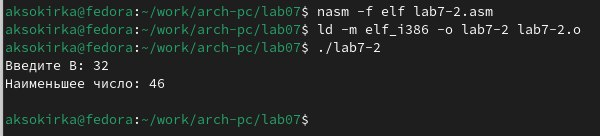 aksokirka@fedora:~/work/arch-pc/lab07$ nasm -f elf lab7-2.asm
aksokirka@fedora:~/work/arch-pc/lab07$ ld -m elf_i386 -o lab7-2 lab7-2.o
aksokirka@fedora:~/work/arch-pc/lab07$ ./lab7-2
Введите В: 32
Наименьшее число: 46
aksokirka@fedora:~/work/arch-pc/lab07$